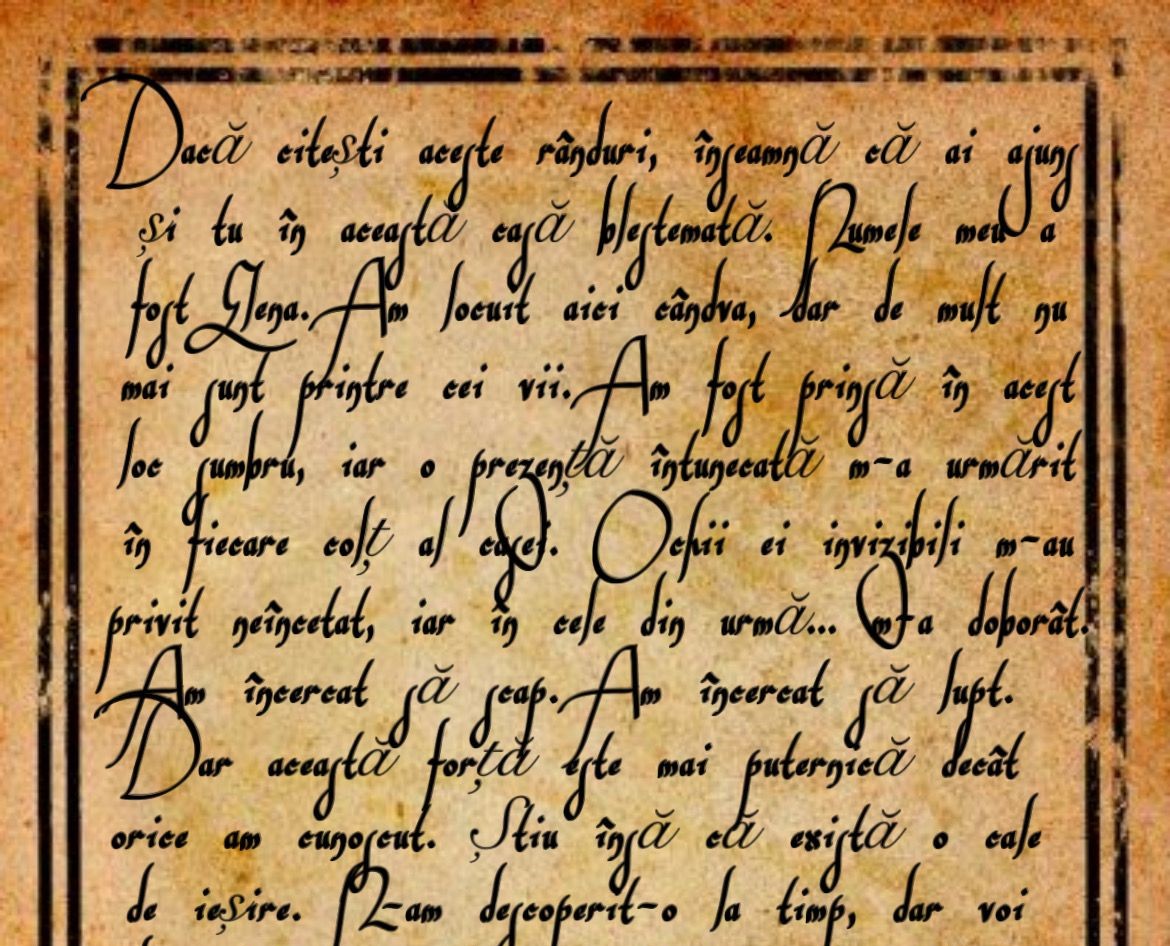 Dacă citești aceste rânduri, înseamnă că ai ajuns
și tu în această casă blestemată. Numele meu a
fost Elena. Am locuit aici cândva, dar de mult nu
mai sunt printre cei vii. Am fost prinsă în acest
loc sumbru, iar o prezență întunecată m-a urmărit
în fiecare colț al casei. Ochii ei invizibili m-au
privit neîncetat, iar în cele din urmă... m-a doborât.
Am încercat să scap. Am încercat să lupt.
Dar această forță este mai puternică decât
orice am cunoscut. Știu însă că există o cale
de ieșire. N-am descoperit-o la timp, dar voi